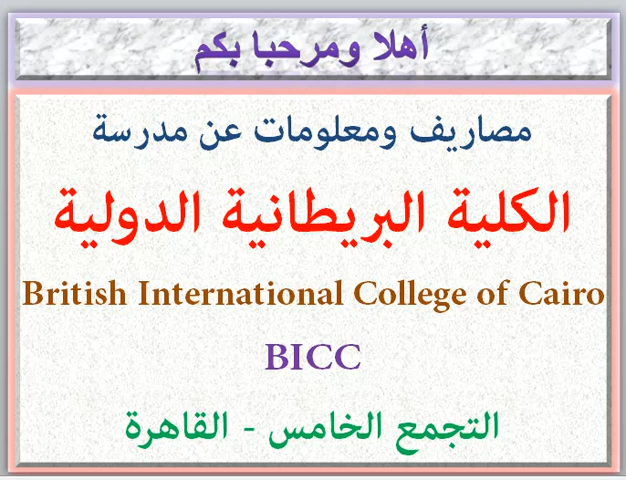 أهلا ومرحبا بكم
مصاريف ومعلومات عن مدرسة
الكلية البريطانية الدولية
British International College of Cairo
BICC
التجمع الخامس - القاهرة